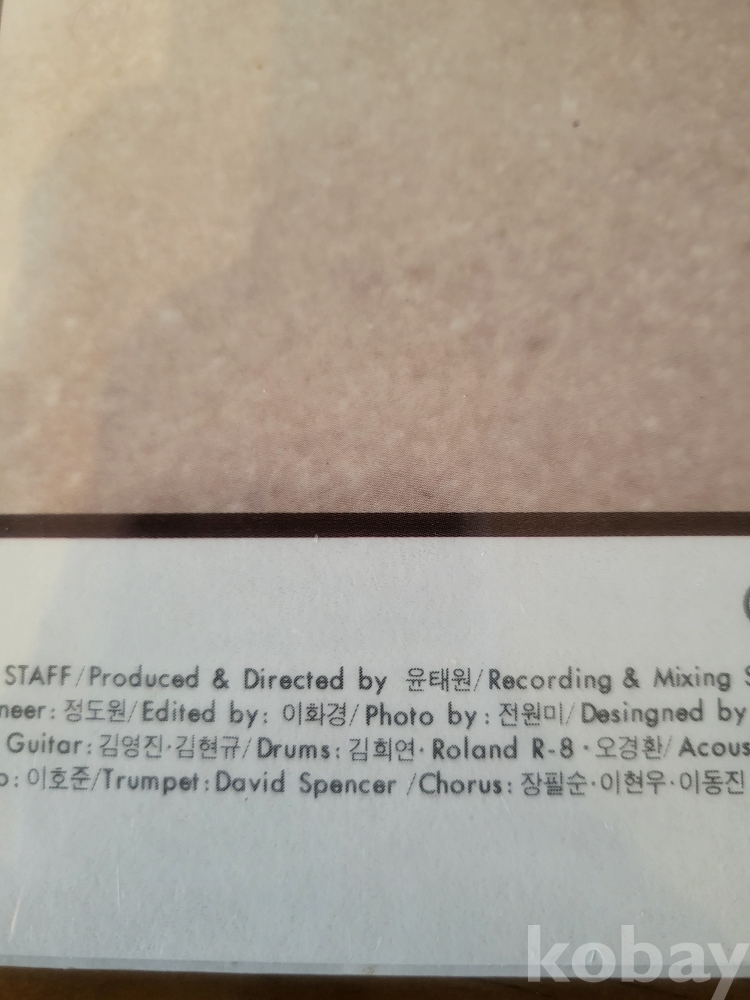 STAFF/Produced & Directed by 윤태원/Recording & Mixing S
neer: 정도원/Edited by: 이화경/Photo by: 전원미/Desingned by
Guitar: 김영진·김현규/Drums: 김희연·Roland R-8·오경환/Acous
o: 이호준/Trumpet: David Spencer /Chorus: 장필순·이현우·이동진
kobay